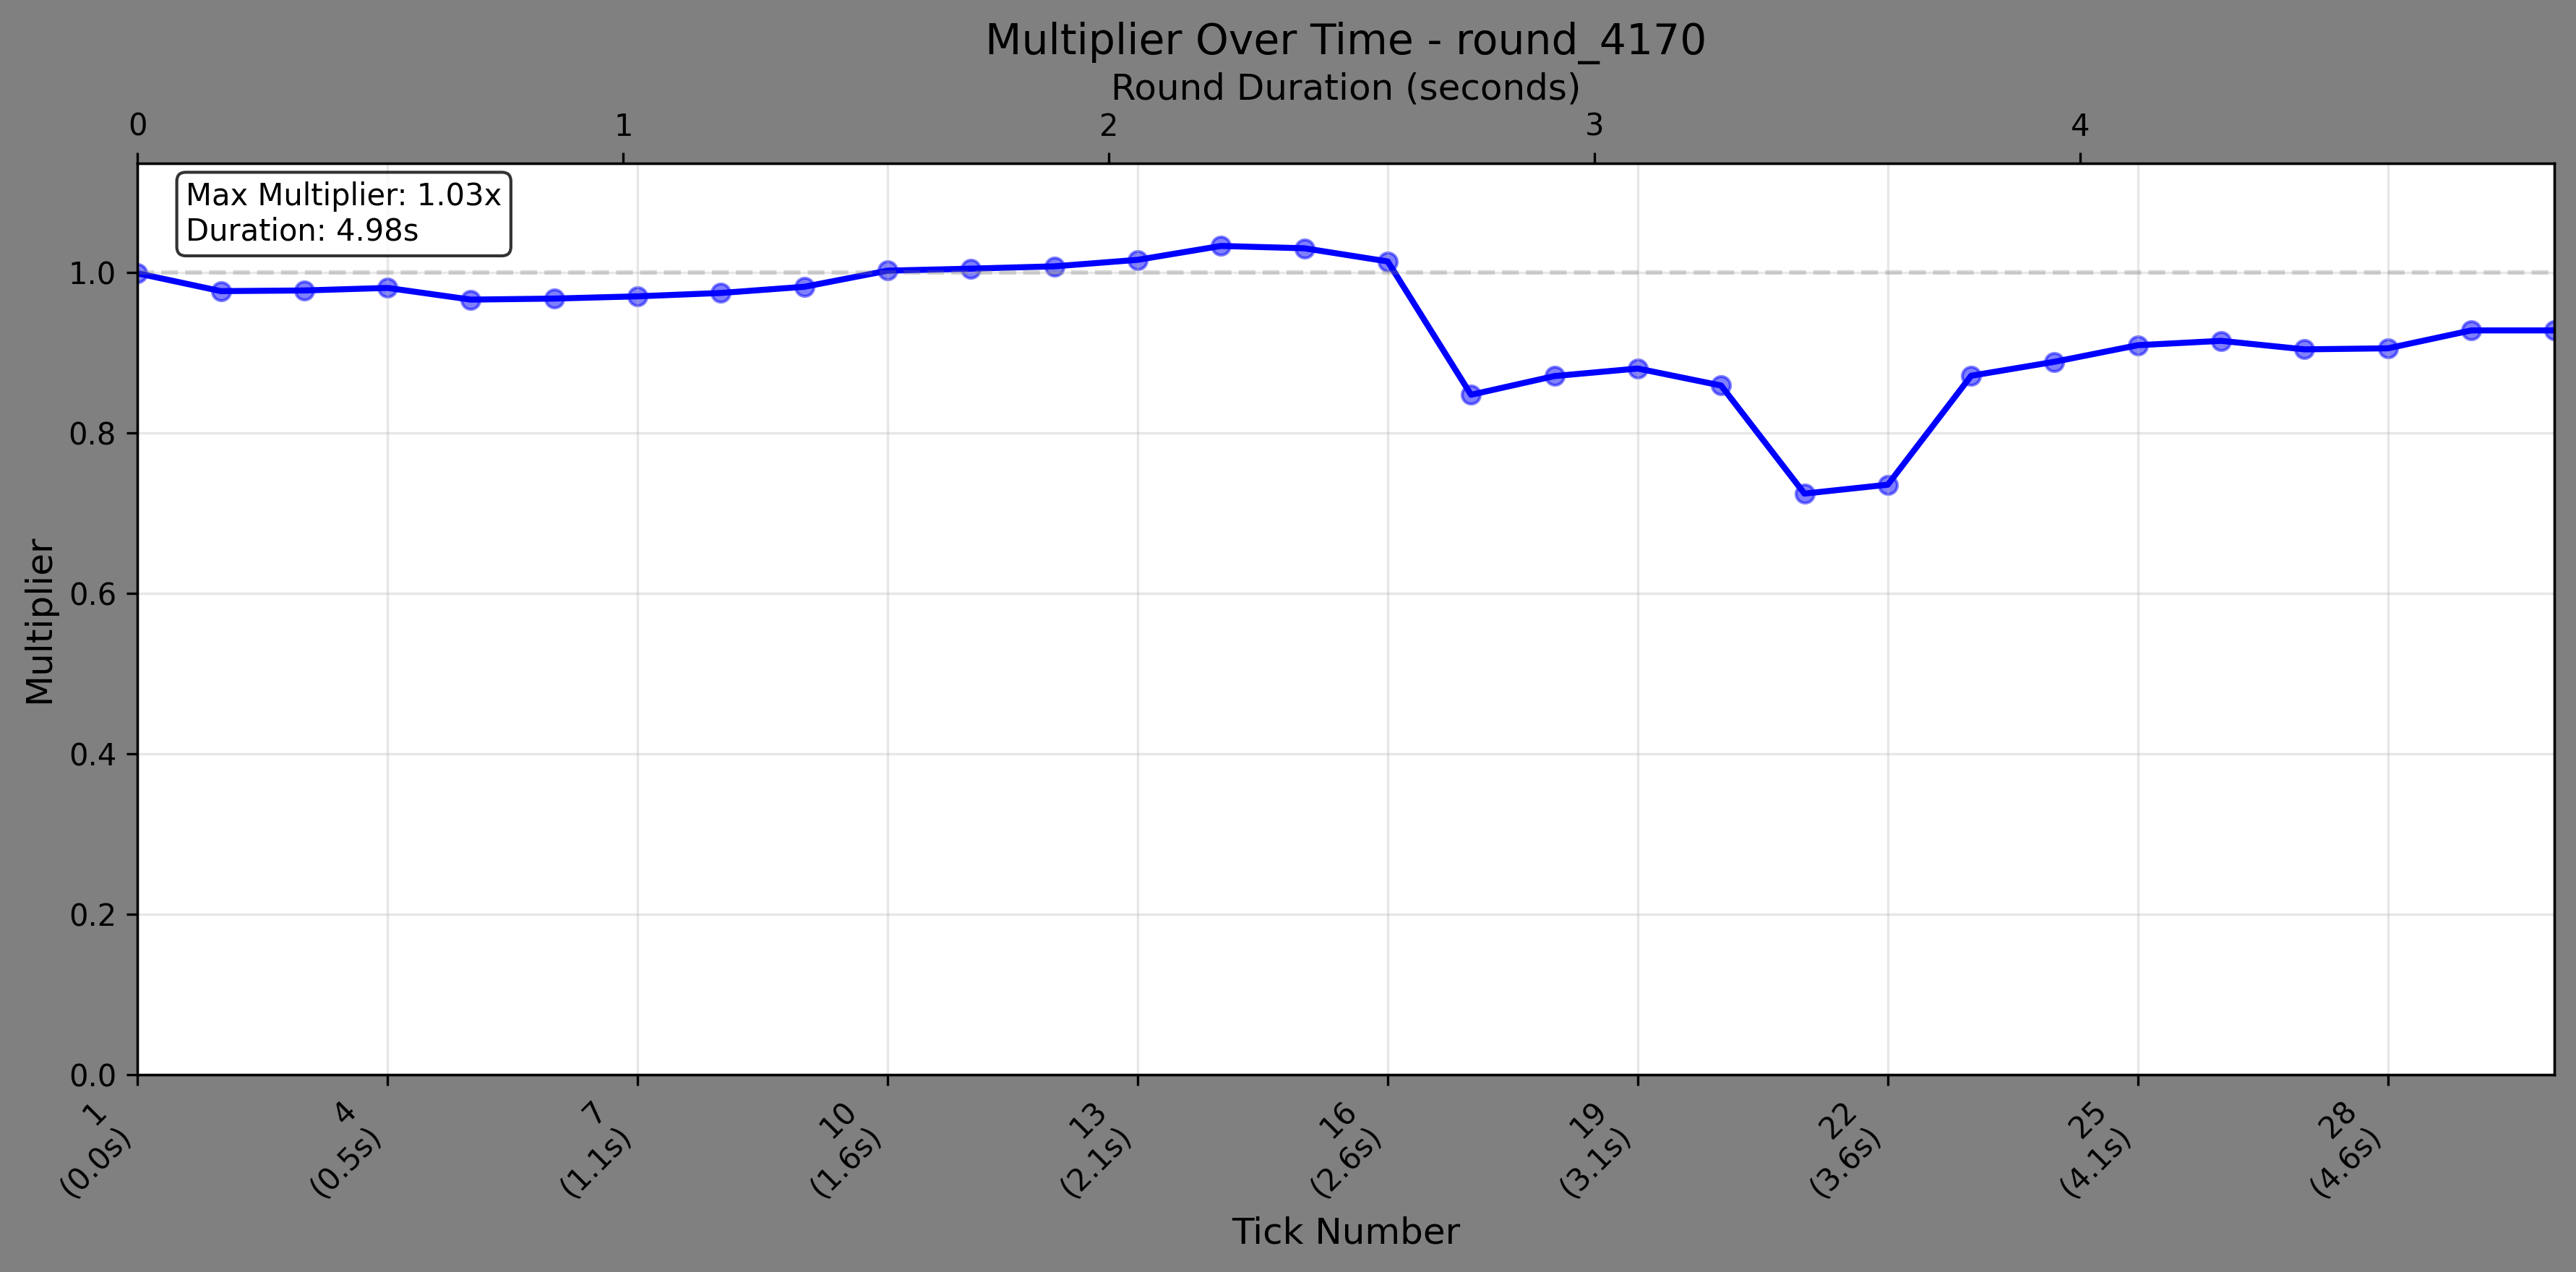 Multiplier Over Time - round_4170
Round Duration (seconds)
0 1 2 3 4
Max Multiplier: 1.03x
Duration: 4.98s
1.0
0.8
0.6
0.4
0.2
0.0
Multiplier
1 4 7 10 13 16 19 22 25 28
(0.0s) (0.5s) (1.1s) (1.6s) (2.1s) (2.6s) (3.1s) (3.6s) (4.1s) (4.6s)
Tick Number